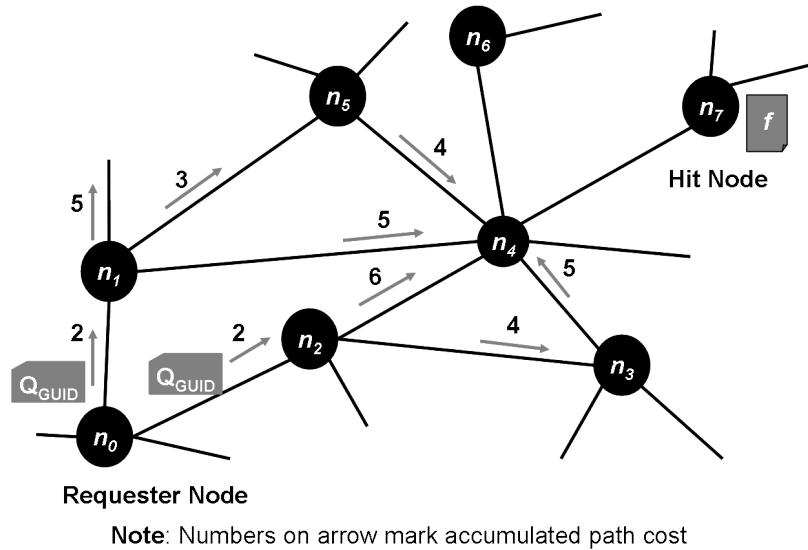 n6
n5
n7
f
4
3
Hit Node
5
5
n4
n1
6
5
2
2
n2
4
QGUID
QGUID
n3
n0
Requester Node
Note: Numbers on arrow mark accumulated path cost